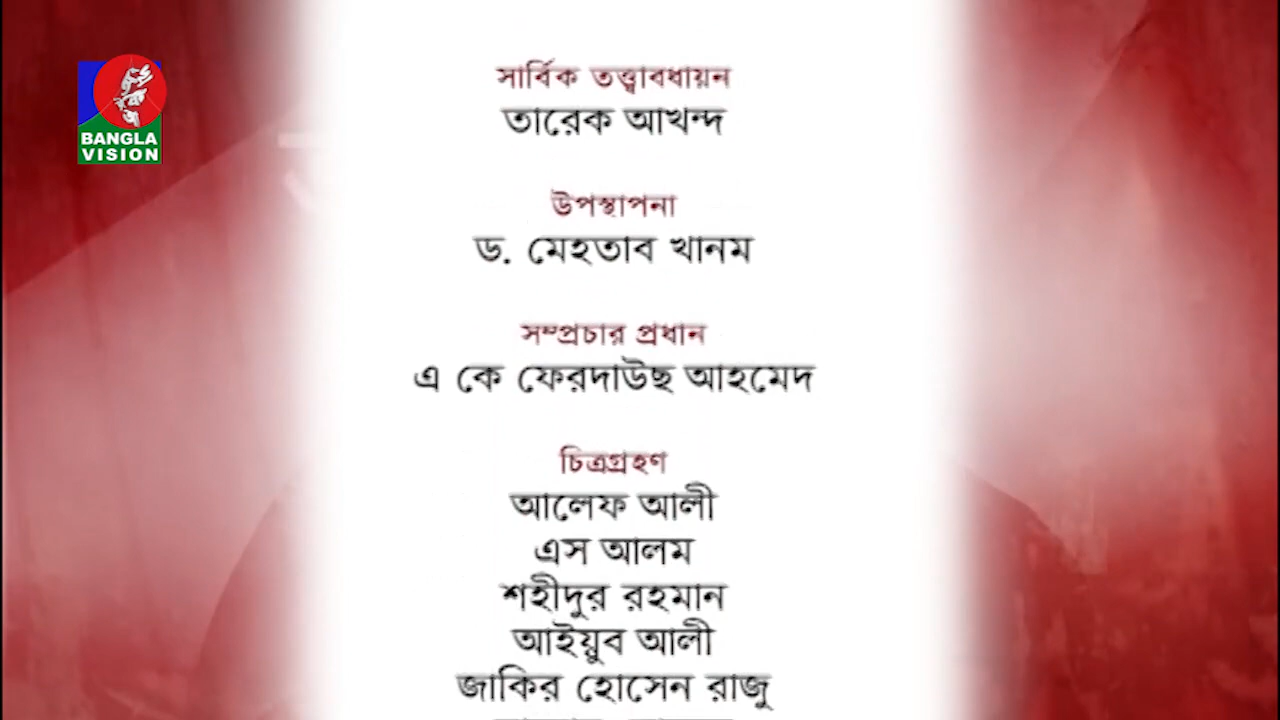 BANGLA
VISION
সার্বিক তত্ত্বাবধায়ন
তারেক আখন্দ
উপস্থাপনা
ড. মেহতাব খানম
সম্প্রচার প্রধান
এ কে ফেরদাউছ আহমেদ
চিত্রগ্রহণ
আলেফ আলী
এস আলম
শহীদুর রহমান
আইয়ুব আলী
জাকির হোসেন রাজু